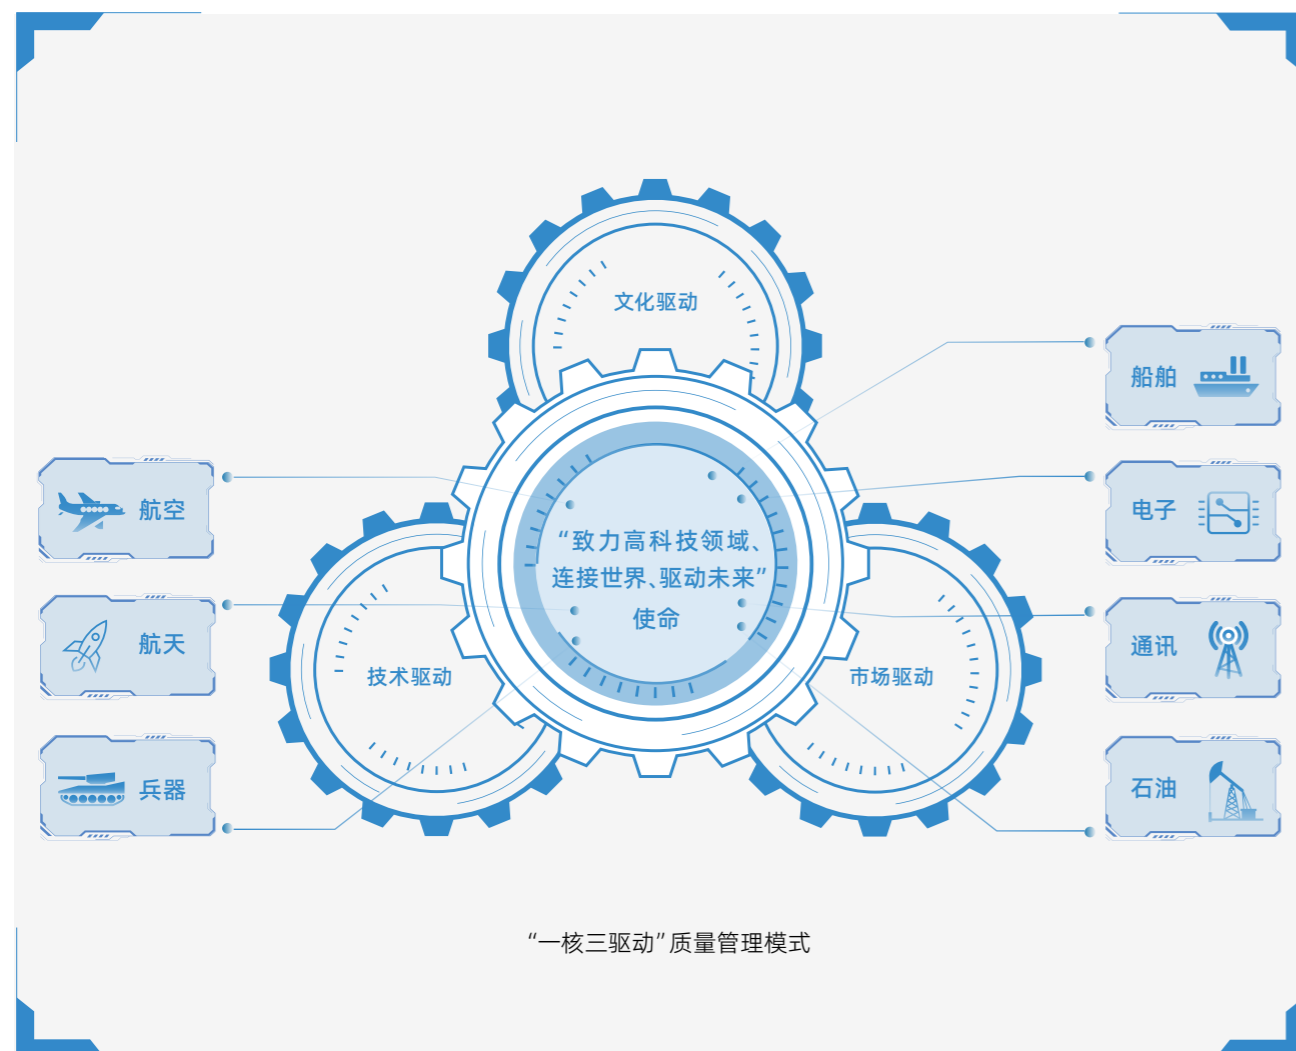 文化驱动
船舶
航空
电子
“致力高科技领域、
连接世界、驱动未来”
使命
航天
通讯
技术驱动
市场驱动
兵器
石油
“一核三驱动”质量管理模式